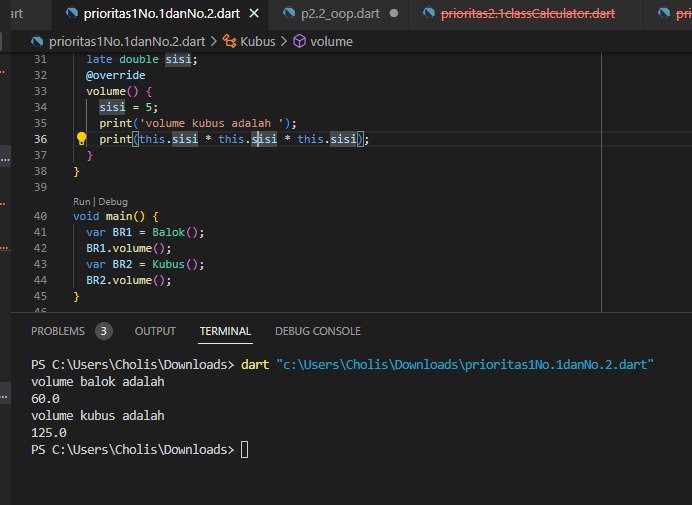 art prioritas1No.1danNo.2.dart p2.2_oop.dart prioritas2.1classCalculator.dart pri
prioritas1No.1danNo.2.dart > Kubus > volume
31 late double sisi;
32 @override
33 volume() {
34 sisi = 5;
35 print('volume kubus adalah ');
36 print(this.sisi * this.sisi * this.sisi);
37 }
38 }
39
Run | Debug
40 void main() {
41 var BR1 = Balok();
42 BR1.volume();
43 var BR2 = Kubus();
44 BR2.volume();
45 }
PROBLEMS 3 OUTPUT TERMINAL DEBUG CONSOLE
PS C:\Users\Cholis\Downloads> dart "c:\Users\Cholis\Downloads\prioritas1No.1danNo.2.dart"
volume balok adalah
60.0
volume kubus adalah
125.0
PS C:\Users\Cholis\Downloads>